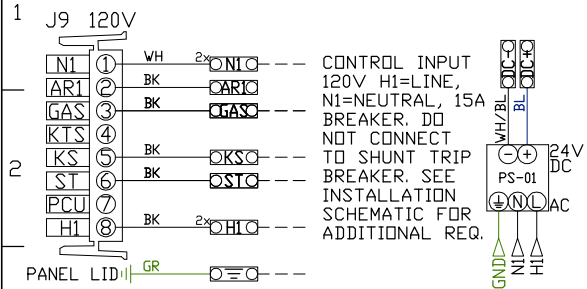 1
J9 120V
N1 1 WH 2x N1
AR1 2 BK AR1
GAS 3 BK GAS
KTS 4
KS 5 BK KS
ST 6 BK ST
PCU 7
H1 8 BK 2x H1
PANEL LID GR
2
CONTROL INPUT
120V H1=LINE,
N1=NEUTRAL, 15A
BREAKER. DO
NOT CONNECT
TO SHUNT TRIP
BREAKER. SEE
INSTALLATION
SCHEMATIC FOR
ADDITIONAL REQ.
DC-
DC+
WH/BL
BL
- +
24V
DC
PS-01
N L
AC
GND
N1
H1